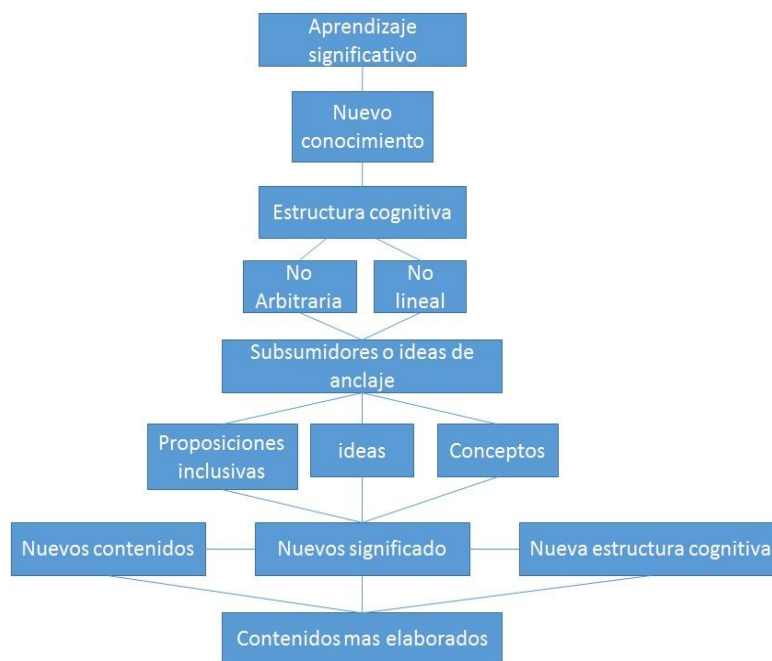 Aprendizaje
significativo
Nuevo
conocimiento
Estructura cognitiva
No
Arbitraria
No
lineal
Subsumidores o ideas de
anclaje
Proposiciones
inclusivas
ideas
Conceptos
Nuevos contenidos
Nuevos significado
Nueva estructura cognitiva
Contenidos mas elaborados